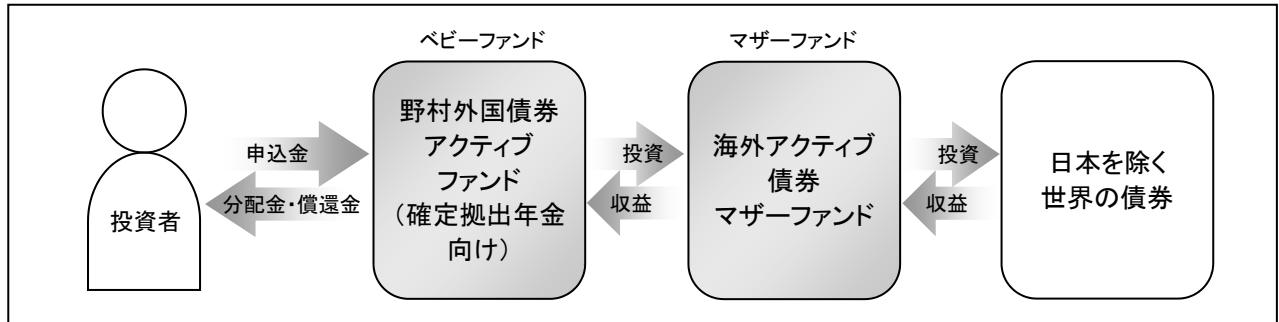 ベビーファンド
マザーファンド
投資者
申込金
分配金・償還金
野村外国債券
アクティブ
ファンド
(確定拠出年金
向け)
投資
収益
海外アクティブ
債券
マザーファンド
投資
収益
日本を除く
世界の債券